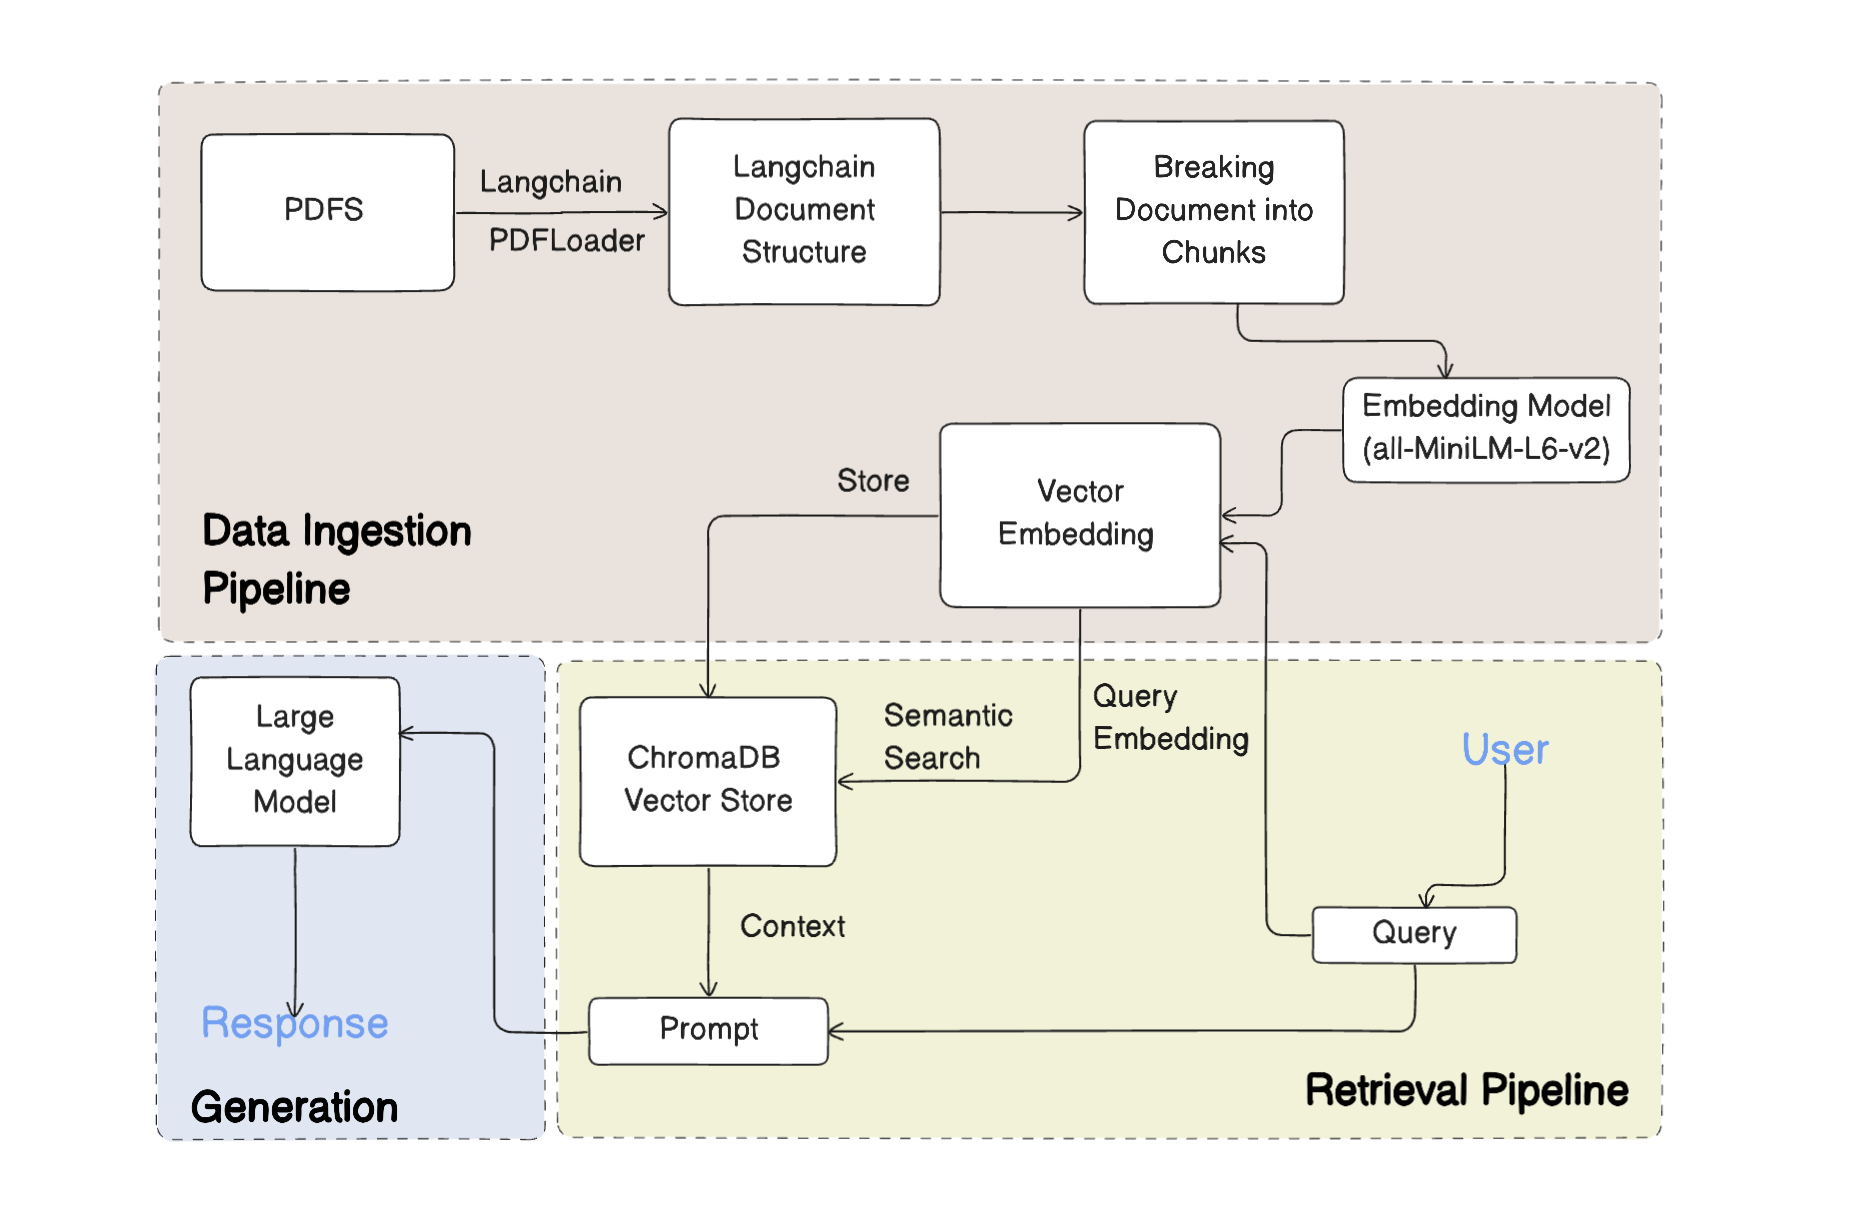 PDFS
Langchain
PDFLoader
Langchain
Document
Structure
Breaking
Document into
Chunks
Embedding Model
(all-MiniLM-L6-v2)
Vector
Embedding
Store
Data Ingestion
Pipeline
Large
Language
Model
Response
Generation
ChromaDB
Vector Store
Semantic
Search
Query
Embedding
User
Query
Context
Prompt
Retrieval Pipeline